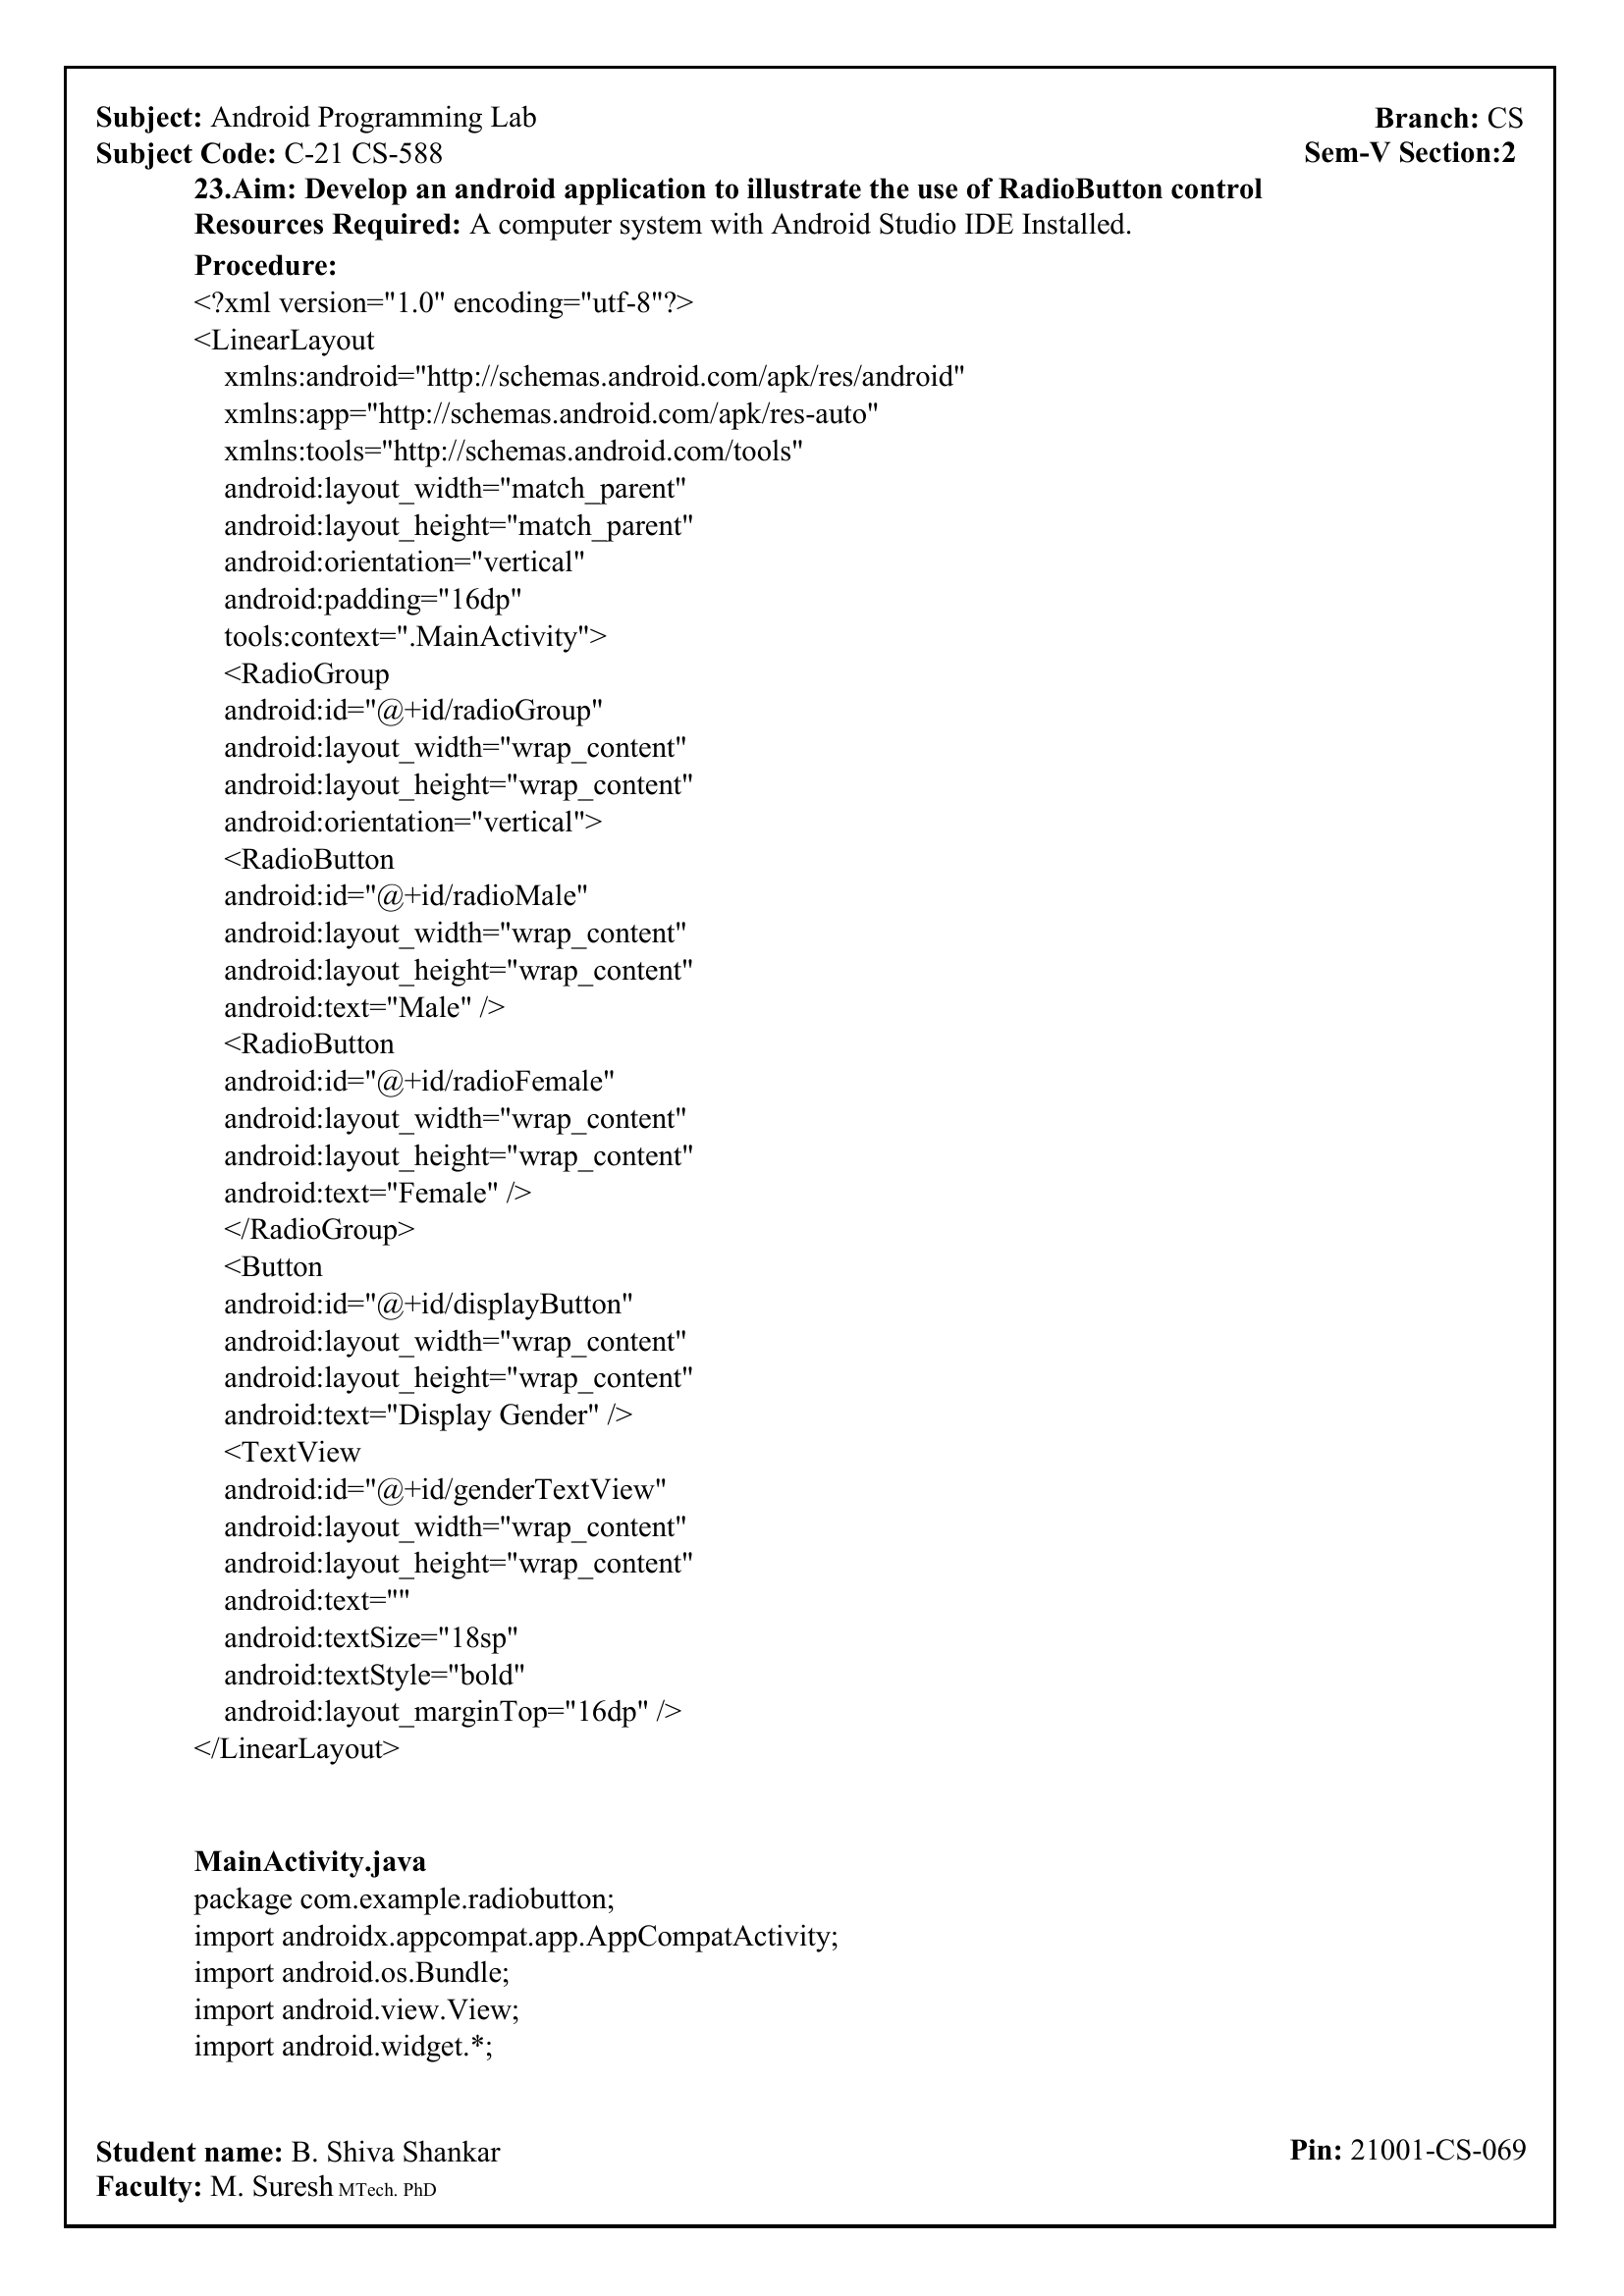 Subject: Android Programming Lab
Branch: CS
Subject Code: C-21 CS-588
Sem-V Section:2
23.Aim: Develop an android application to illustrate the use of RadioButton control
Resources Required: A computer system with Android Studio IDE Installed.
Procedure:
<?xml version="1.0" encoding="utf-8"?>
<LinearLayout
xmlns:android="http://schemas.android.com/apk/res/android"
xmlns:app="http://schemas.android.com/apk/res-auto"
xmlns:tools="http://schemas.android.com/tools"
android:layout_width="match_parent"
android:layout_height="match_parent"
android:orientation="vertical"
android:padding="16dp"
tools:context=".MainActivity">
<RadioGroup
android:id="@+id/radioGroup"
android:layout_width="wrap_content"
android:layout_height="wrap_content"
android:orientation="vertical">
<RadioButton
android:id="@+id/radioMale"
android:layout_width="wrap_content"
android:layout_height="wrap_content"
android:text="Male" />
<RadioButton
android:id="@+id/radioFemale"
android:layout_width="wrap_content"
android:layout_height="wrap_content"
android:text="Female" />
</RadioGroup>
<Button
android:id="@+id/displayButton"
android:layout_width="wrap_content"
android:layout_height="wrap_content"
android:text="Display Gender" />
<TextView
android:id="@+id/genderTextView"
android:layout_width="wrap_content"
android:layout_height="wrap_content"
android:text=""
android:textSize="18sp"
android:textStyle="bold"
android:layout_marginTop="16dp" />
</LinearLayout>
MainActivity.java
package com.example.radiobutton;
import androidx.appcompat.app.AppCompatActivity;
import android.os.Bundle;
import android.view.View;
import android.widget.*;
Student name: B. Shiva Shankar
Pin: 21001-CS-069
Faculty: M. Suresh MTech. PhD